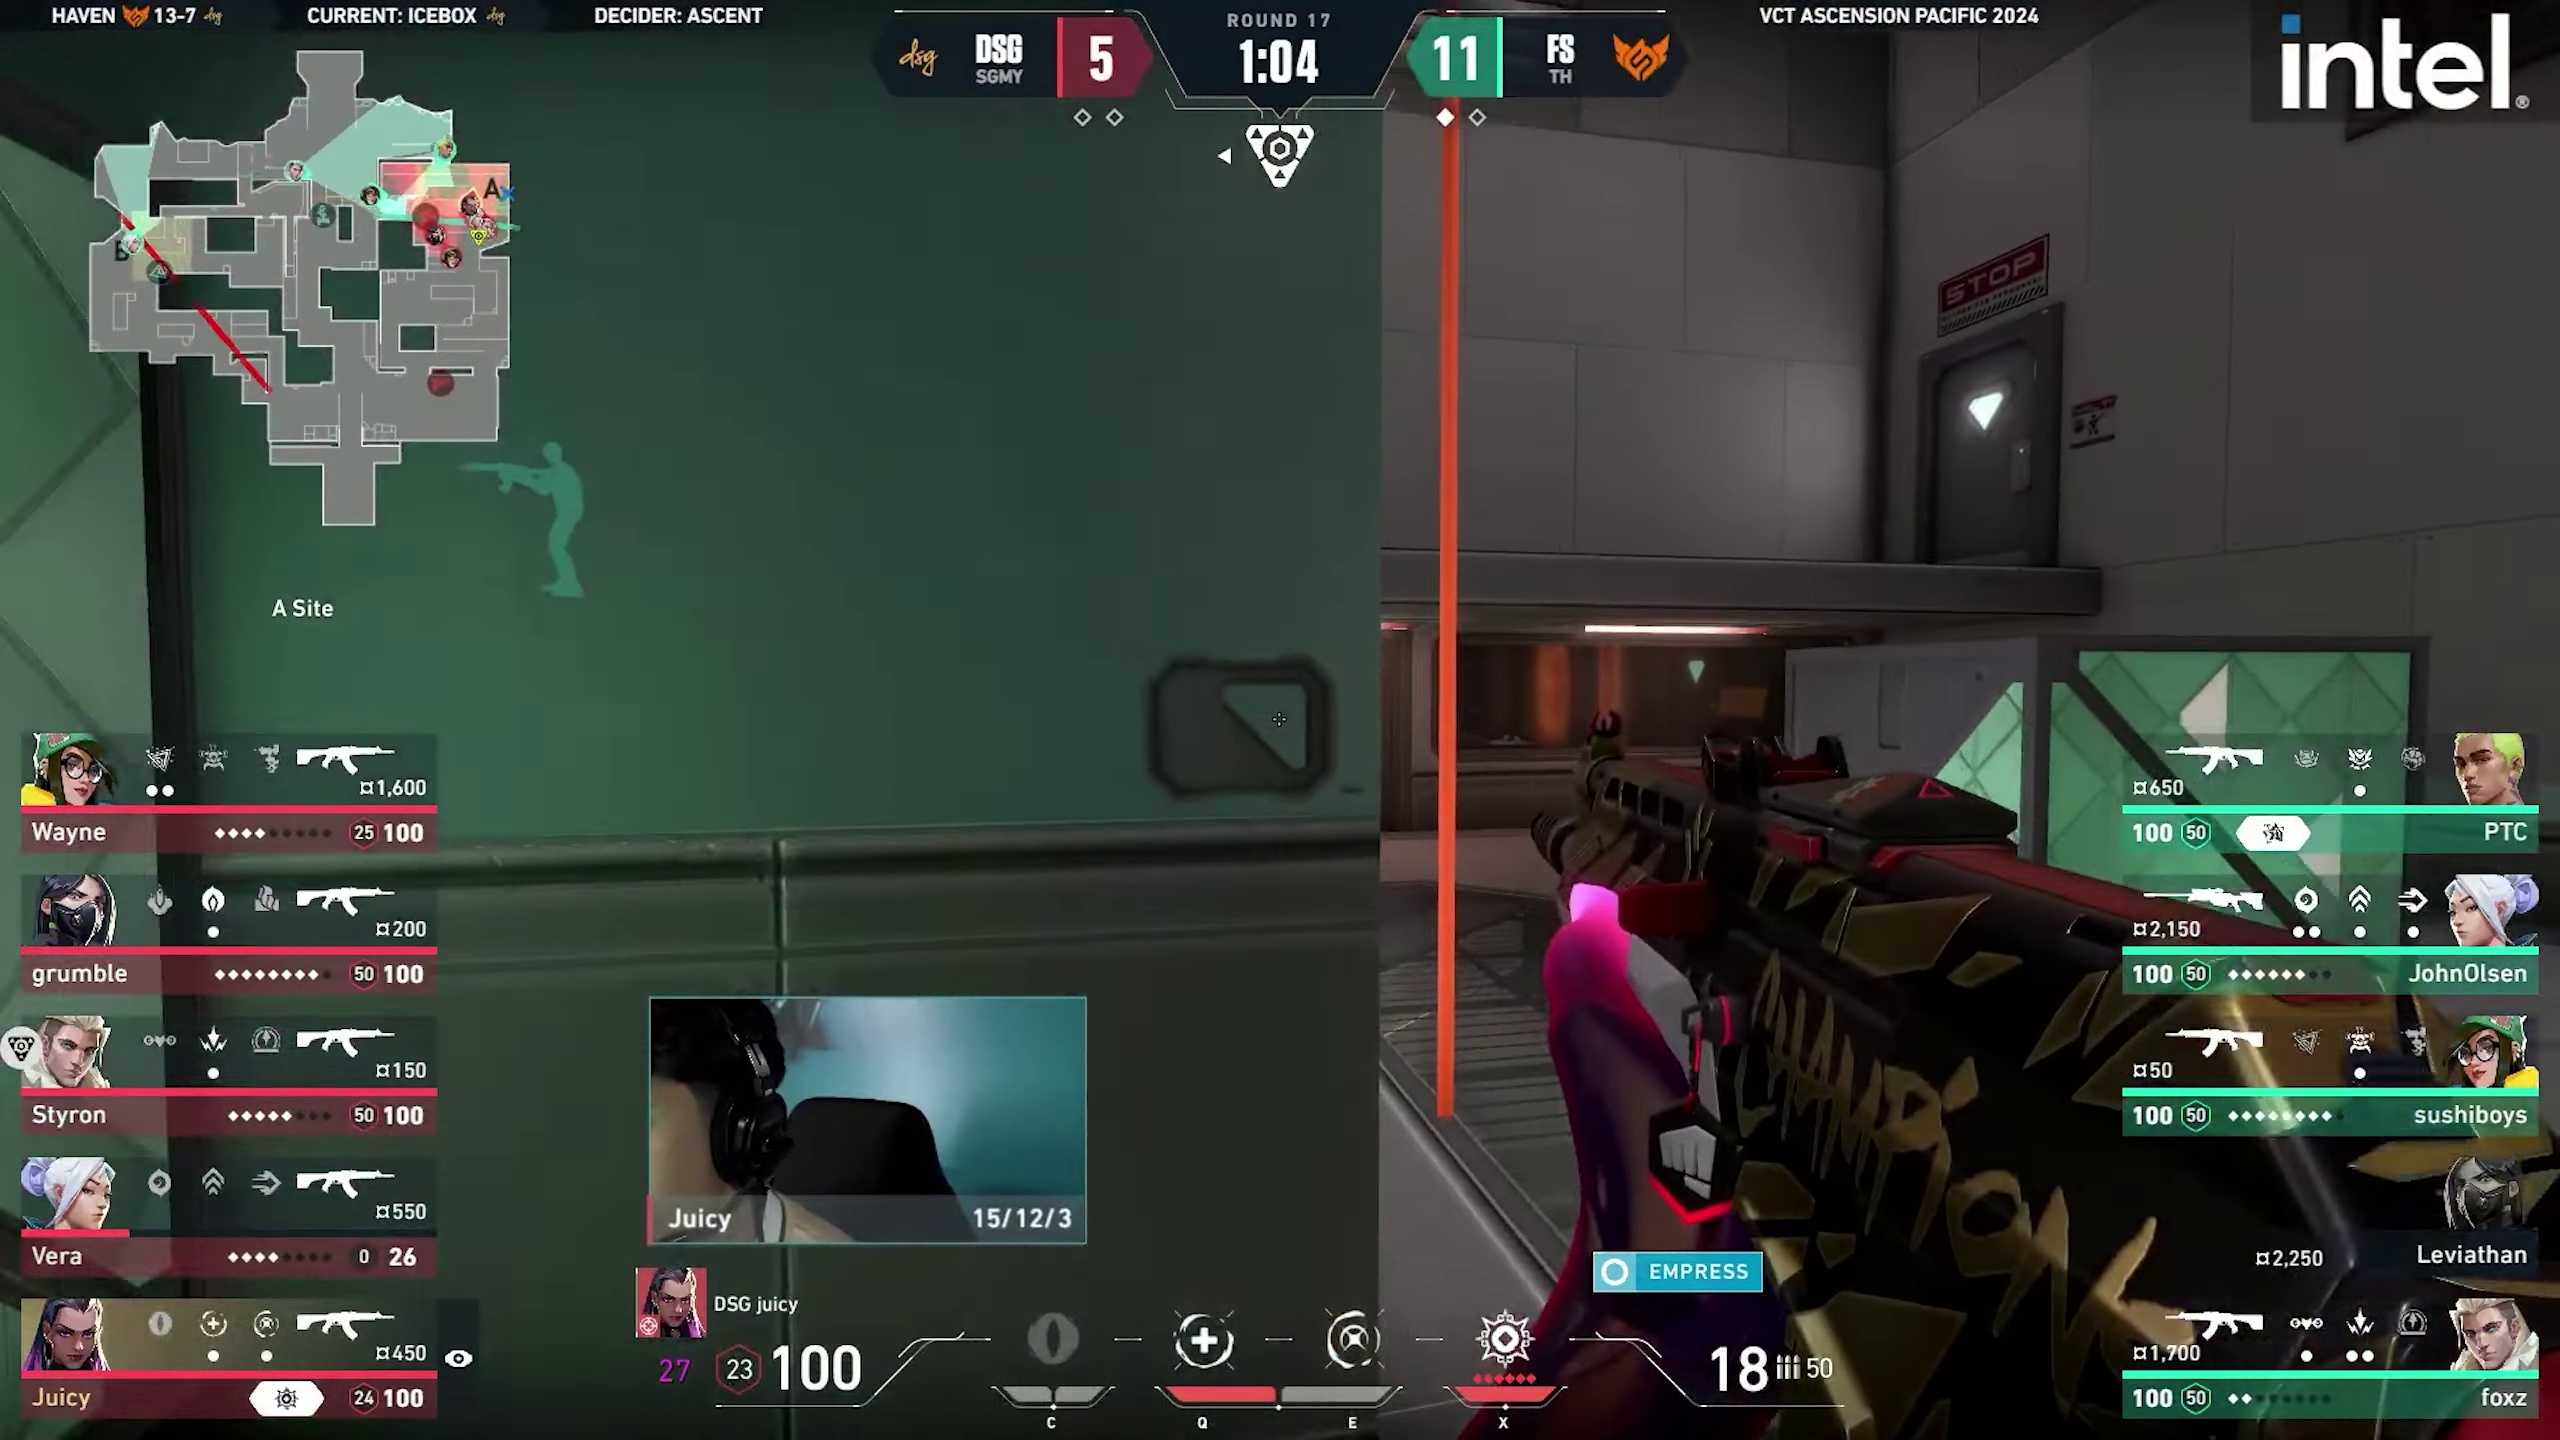 HAVEN 13-7 dsg
CURRENT: ICEBOX dsg
DECIDER: ASCENT
dsg DSG
SGMY
5
ROUND 17
1:04
11
FS
TH
VCT ASCENSION PACIFIC 2024
intel
A
B
STOP
A Site
1,600
Wayne 25 100
200
grumble 50 100
150
Styron 50 100
550
Vera 0 26
450
Juicy 24 100
650
100 50 PTC
2,150
100 50 JohnOlsen
50
100 50 sushiboys
2,250 Leviathan
1,700
100 50 foxz
Juicy 15/12/3
EMPRESS
DSG juicy
27 23 100
C Q E X
18 50
CHAMPION